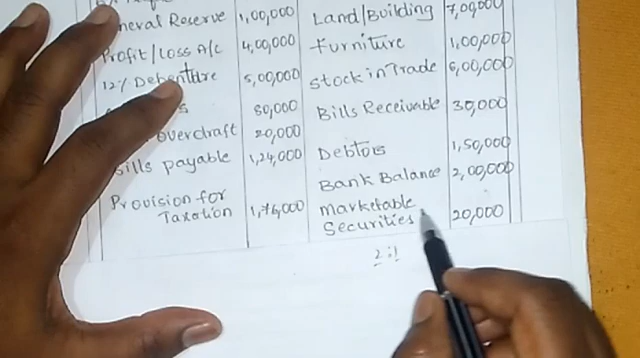 General Reserve 1,00,000 Land/Building 7,00,000
Profit/Loss A/c 4,00,000 Furniture 1,00,000
12% Debenture 5,00,000 Stock in Trade 6,00,000
80,000 Bills Receivable 30,000
overdraft 20,000
Bills payable 1,24,000 Debtors 1,50,000
Bank Balance 2,00,000
Provision for
Taxation 1,76,000 marketable
Securities 20,000
2:1